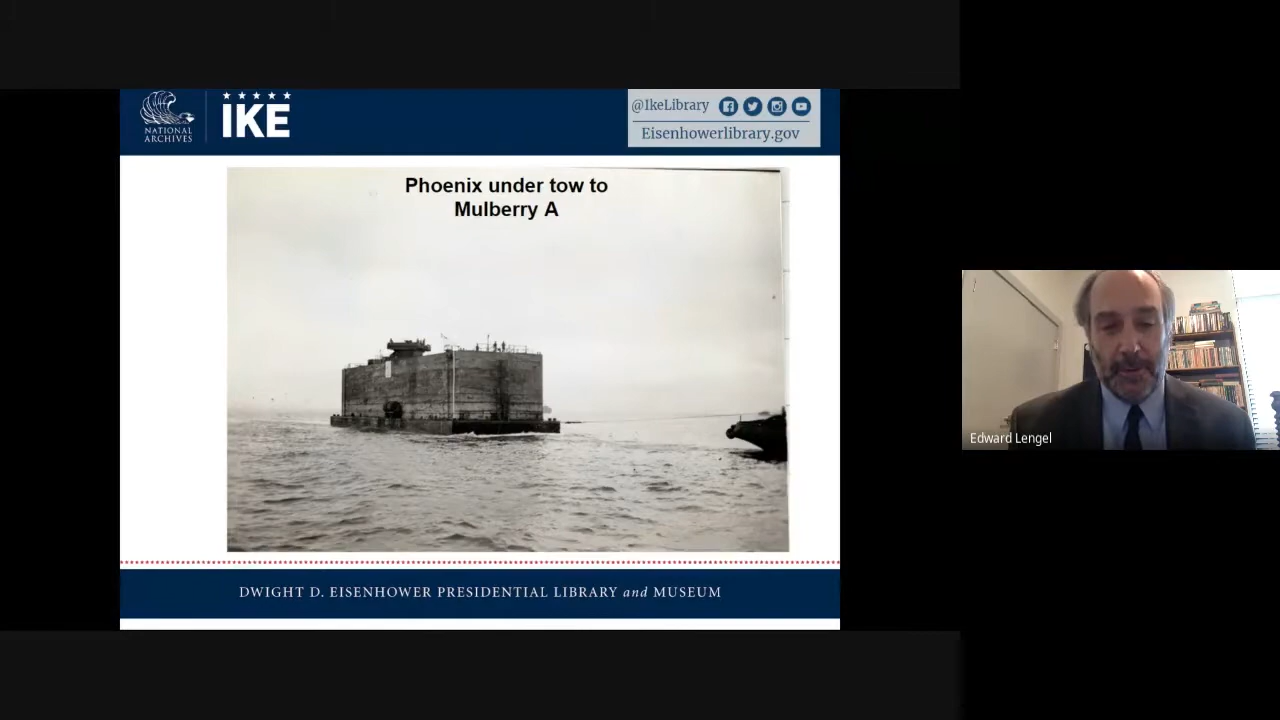 NATIONAL
ARCHIVES
IKE
@IkeLibrary
Eisenhowerlibrary.gov
Phoenix under tow to
Mulberry A
DWIGHT D. EISENHOWER PRESIDENTIAL LIBRARY and MUSEUM
Edward Lengel